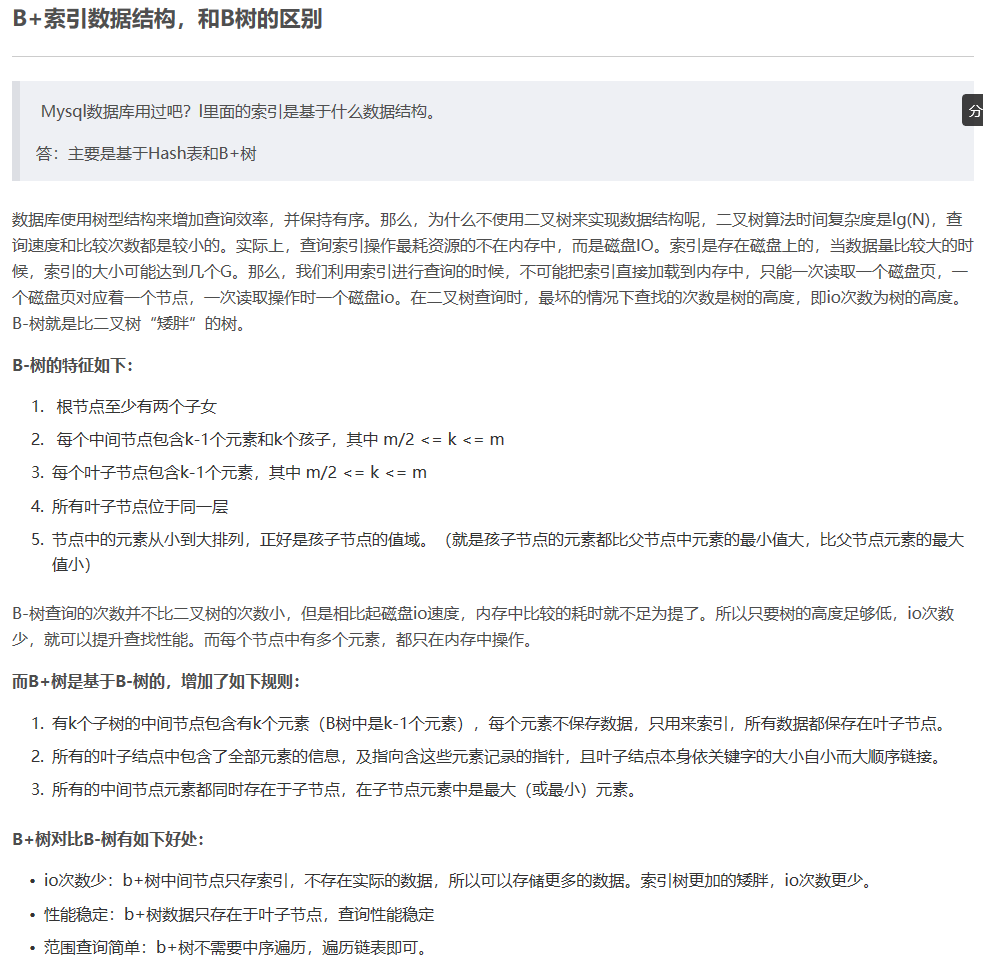 B+索引数据结构，和B树的区别
Mysql数据库用过吧？l里面的索引是基于什么数据结构。
分
答：主要是基于Hash表和B+树
数据库使用树型结构来增加查询效率，并保持有序。那么，为什么不使用二叉树来实现数据结构呢，二叉树算法时间复杂度是lg(N)，查
询速度和比较次数都是较小的。实际上，查询索引操作最耗资源的不在内存中，而是磁盘IO。索引是存在磁盘上的，当数据量比较大的时
候，索引的大小可能达到几个G。那么，我们利用索引进行查询的时候，不可能把索引直接加载到内存中，只能一次读取一个磁盘页，一
个磁盘页对应着一个节点，一次读取操作时一个磁盘io。在二叉树查询时，最坏的情况下查找的次数是树的高度，即io次数为树的高度。
B-树就是比二叉树“矮胖”的树。
B-树的特征如下：
1. 根节点至少有两个子女
2. 每个中间节点包含k-1个元素和k个孩子，其中 m/2 <= k <= m
3. 每个叶子节点包含k-1个元素，其中 m/2 <= k <= m
4. 所有叶子节点位于同一层
5. 节点中的元素从小到大排列，正好是孩子节点的值域。（就是孩子节点的元素都比父节点中元素的最小值大，比父节点元素的最大
值小）
B-树查询的次数并不比二叉树的次数小，但是相比起磁盘io速度，内存中比较的耗时就不足为提了。所以只要树的高度足够低，io次数
少，就可以提升查找性能。而每个节点中有多个元素，都只在内存中操作。
而B+树是基于B-树的，增加了如下规则：
1. 有k个子树的中间节点包含有k个元素（B树中是k-1个元素），每个元素不保存数据，只用来索引，所有数据都保存在叶子节点。
2. 所有的叶子结点中包含了全部元素的信息，及指向含这些元素记录的指针，且叶子结点本身依关键字的大小自小而大顺序链接。
3. 所有的中间节点元素都同时存在于子节点，在子节点元素中是最大（或最小）元素。
B+树对比B-树有如下好处：
• io次数少：b+树中间节点只存索引，不存在实际的数据，所以可以存储更多的数据。索引树更加的矮胖，io次数更少。
• 性能稳定：b+树数据只存在于叶子节点，查询性能稳定
• 范围查询简单：b+树不需要中序遍历，遍历链表即可。